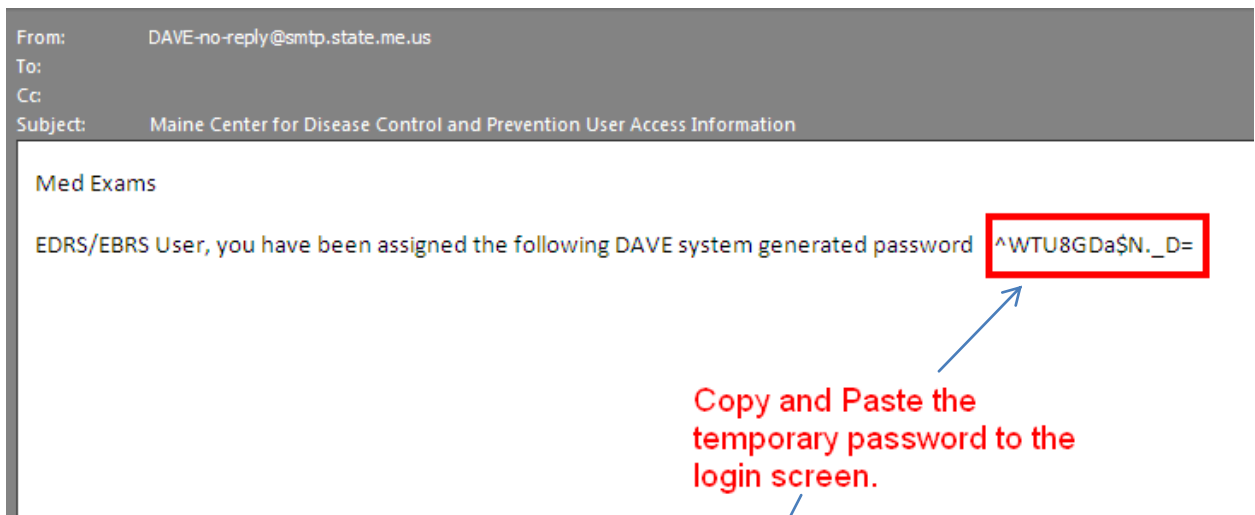 From: DAVE-no-reply@smtp.state.me.us
To:
Cc:
Subject: Maine Center for Disease Control and Prevention User Access Information
Med Exams
EDRS/EBRS User, you have been assigned the following DAVE system generated password ^WTU8GDa$N._D=
Copy and Paste the
temporary password to the
login screen.